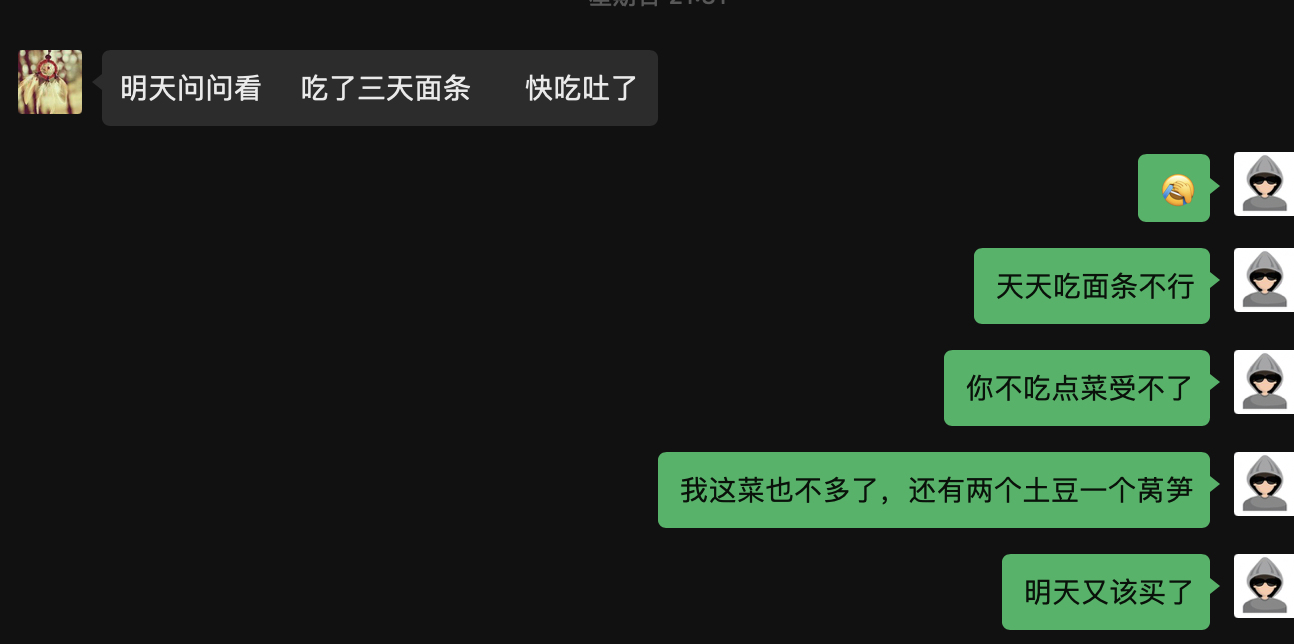 明天问问看 吃了三天面条 快吃吐了
天天吃面条不行
你不吃点菜受不了
我这菜也不多了，还有两个土豆一个莴笋
明天又该买了